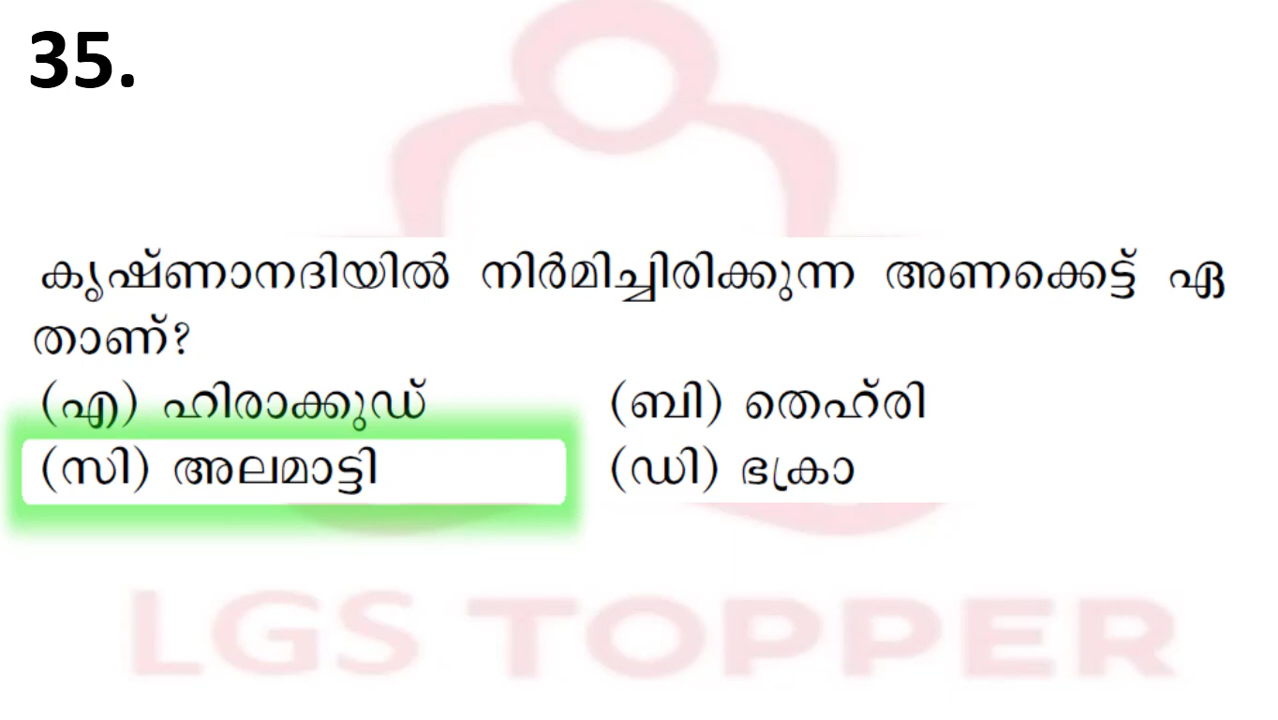 35.
കൃഷ്ണാനദിയിൽ നിർമിച്ചിരിക്കുന്ന അണക്കെട്ട് ഏ
താണ്?
(എ) ഹിരാക്കുഡ് (ബി) തെഹ്രി
(സി) അലമാട്ടി (ഡി) ഭക്രാ
LGS TOPPER